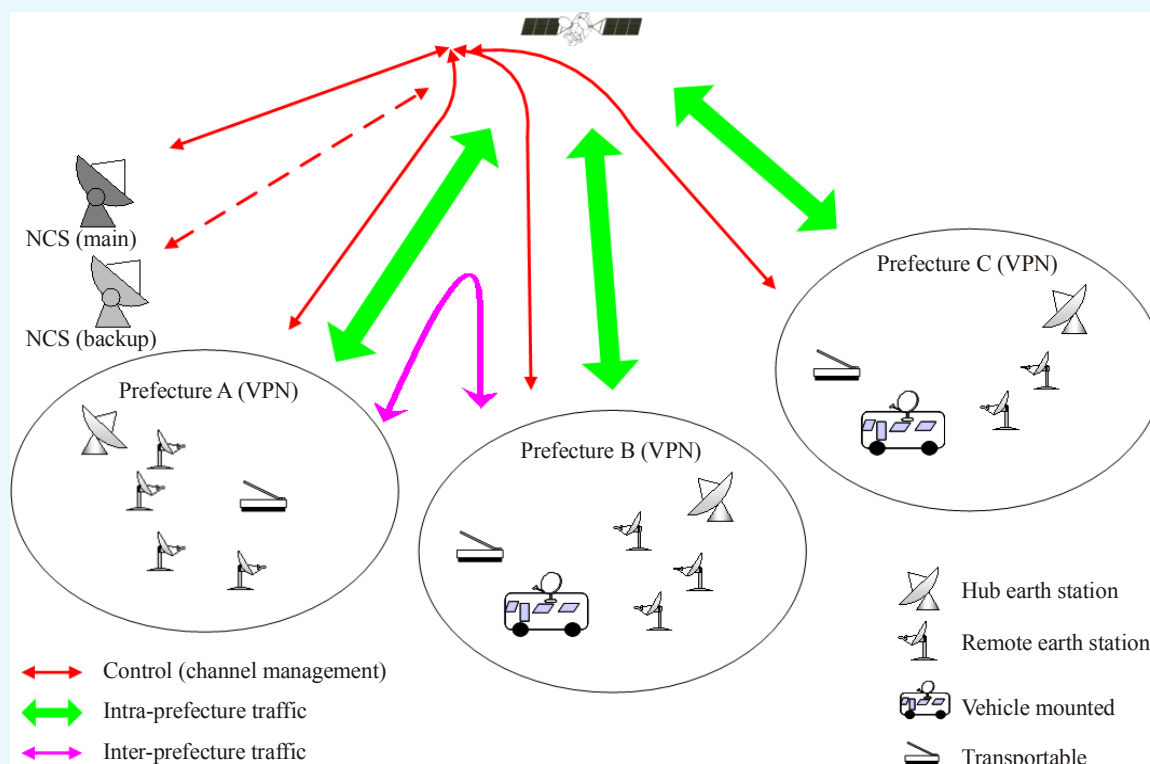 NCS (main)
NCS (backup)
Prefecture A (VPN)
Prefecture B (VPN)
Prefecture C (VPN)
Control (channel management)
Intra-prefecture traffic
Inter-prefecture traffic
Hub earth station
Remote earth station
Vehicle mounted
Transportable